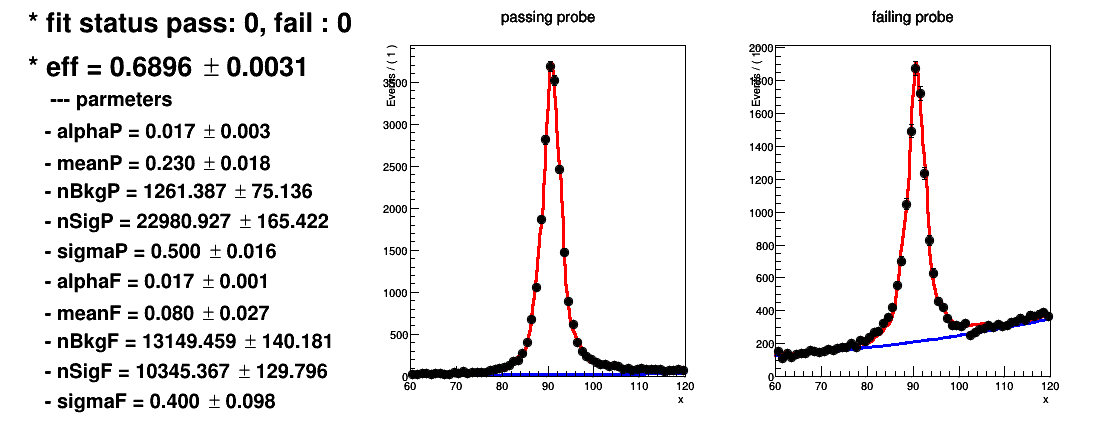 * fit status pass: 0, fail : 0
* eff = 0.6896 ± 0.0031
--- parmeters
- alphaP = 0.017 ± 0.003
- meanP = 0.230 ± 0.018
- nBkgP = 1261.387 ± 75.136
- nSigP = 22980.927 ± 165.422
- sigmaP = 0.500 ± 0.016
- alphaF = 0.017 ± 0.001
- meanF = 0.080 ± 0.027
- nBkgF = 13149.459 ± 140.181
- nSigF = 10345.367 ± 129.796
- sigmaF = 0.400 ± 0.098
passing probe
Events / ( 1 )
3500
3000
2500
2000
1500
1000
500
0
60 70 80 90 100 110 120
x
failing probe
Events / ( 1 )
2000
1800
1600
1400
1200
1000
800
600
400
200
0
60 70 80 90 100 110 120
x